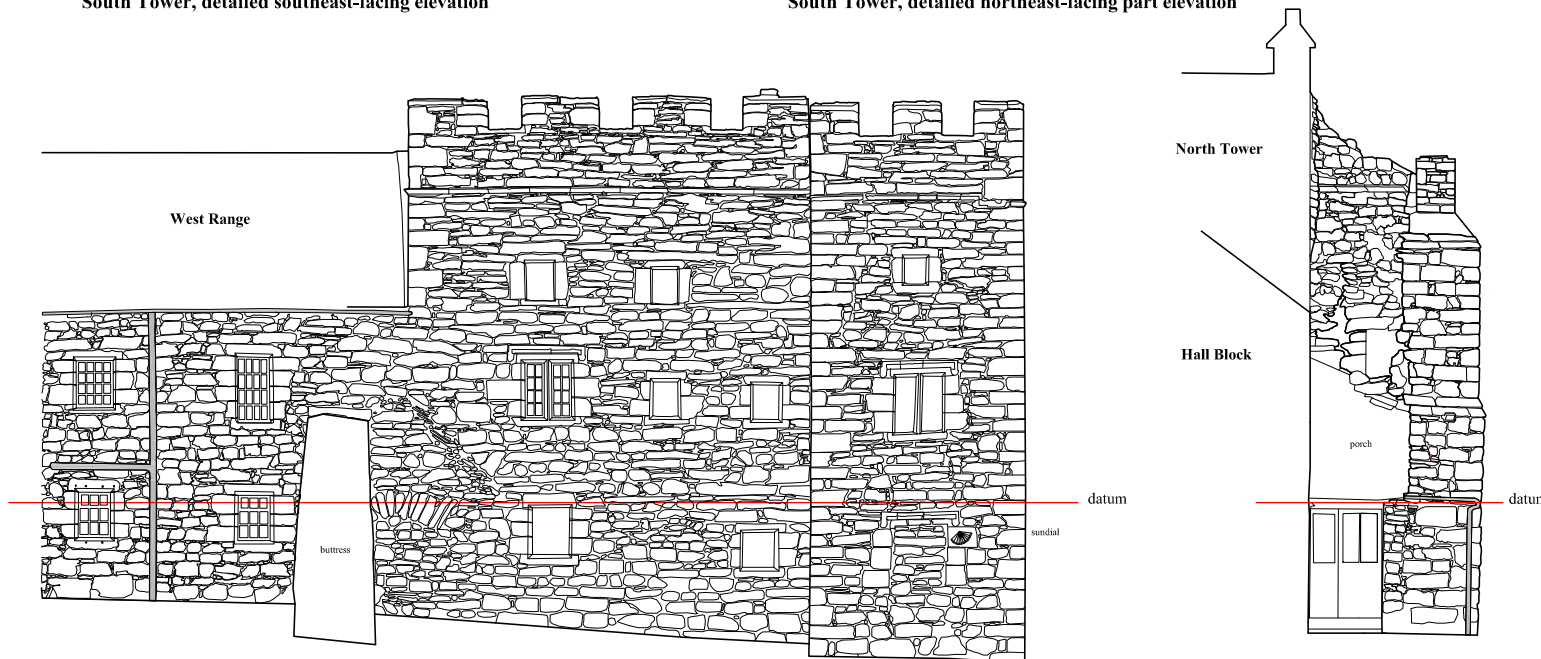 South Tower, detailed southeast-facing elevation
South Tower, detailed northeast-facing part elevation
North Tower
West Range
Hall Block
porch
datum
datum
sundial
buttress